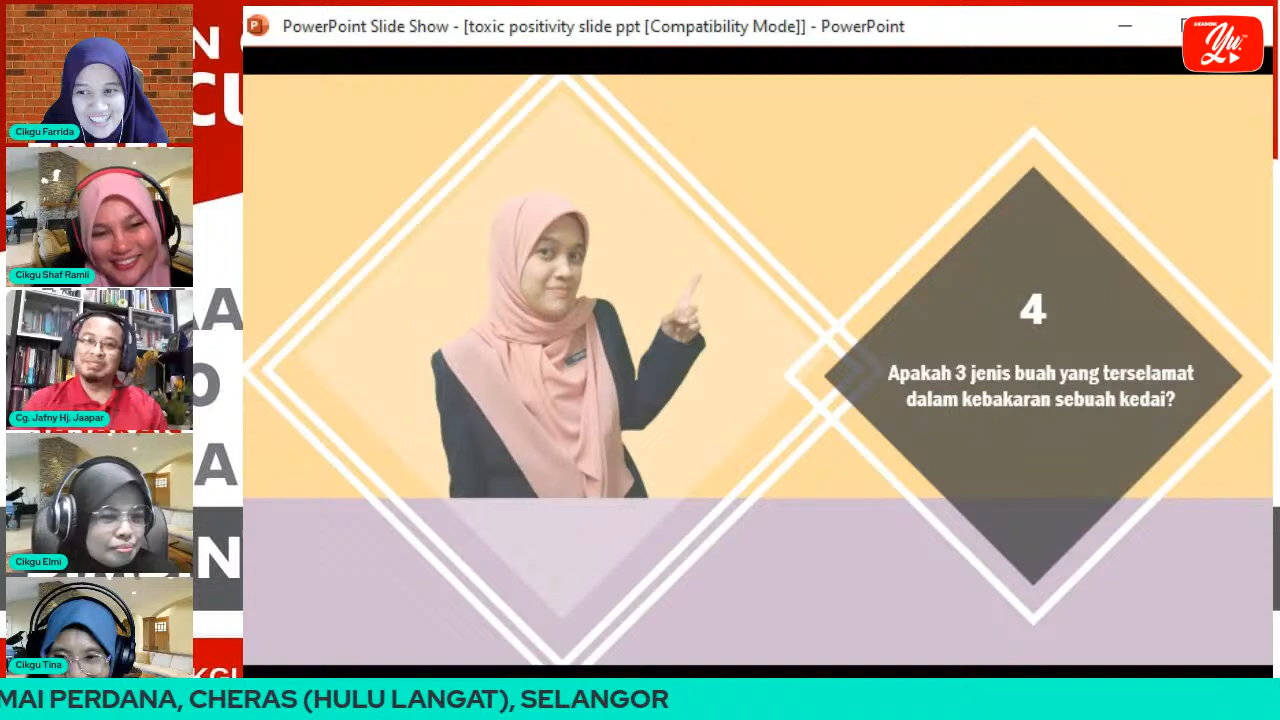 PowerPoint Slide Show - [toxic positivity slide ppt [Compatibility Mode]] - PowerPoint
AKADEMI
Yu.
Cikgu Farrida
Cikgu Shaf Ramli
Cg. Jafny Hj. Jaapar
Cikgu Elmi
Cikgu Tina
4
Apakah 3 jenis buah yang terselamat
dalam kebakaran sebuah kedai?
MAI PERDANA, CHERAS (HULU LANGAT), SELANGOR